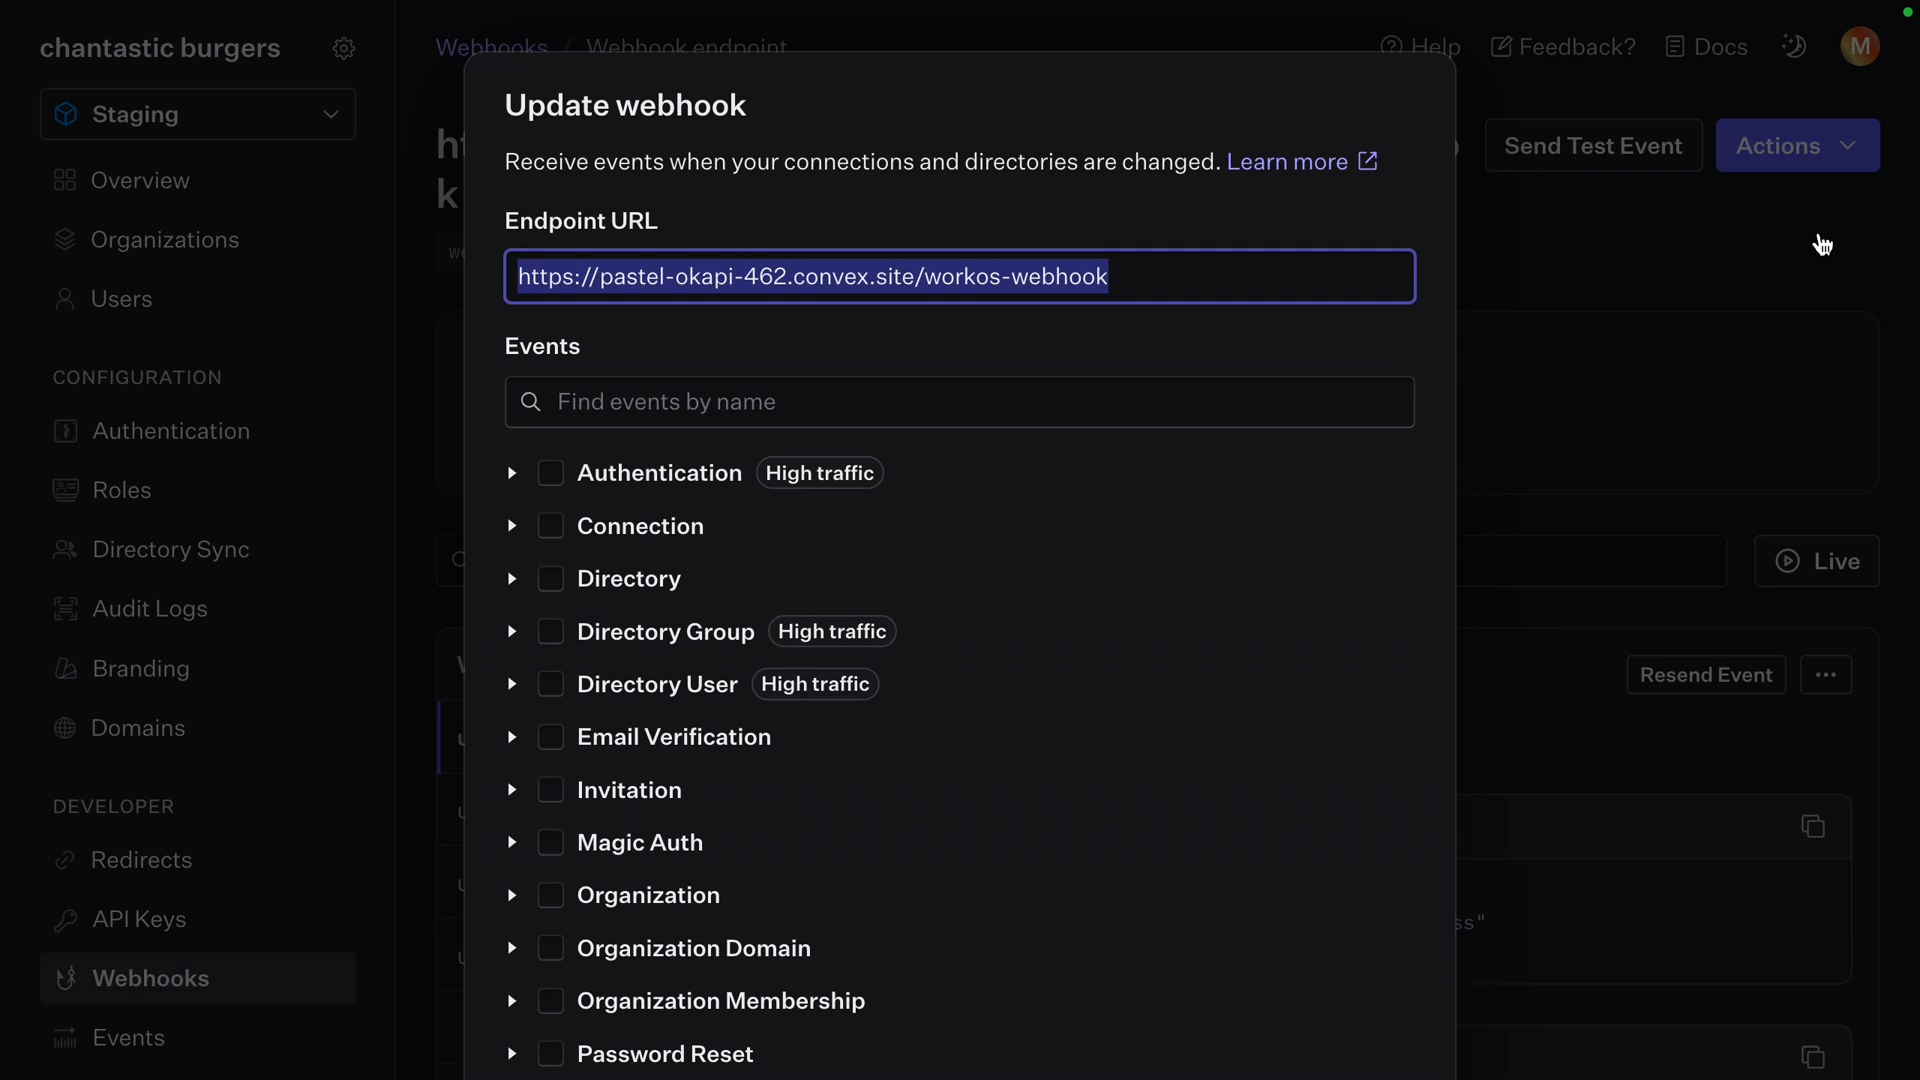 chantastic burgers
Staging
Overview
Organizations
Users
CONFIGURATION
Authentication
Roles
Directory Sync
Audit Logs
Branding
Domains
DEVELOPER
Redirects
API Keys
Webhooks
Events
Webhooks / Webhook endpoint
Help
Feedback?
Docs
M
Send Test Event
Actions
k
Update webhook
Receive events when your connections and directories are changed. Learn more
Endpoint URL
https://pastel-okapi-462.convex.site/workos-webhook
Events
Find events by name
Authentication High traffic
Connection
Directory
Directory Group High traffic
Directory User High traffic
Email Verification
Invitation
Magic Auth
Organization
Organization Domain
Organization Membership
Password Reset
Live
Resend Event
ss"